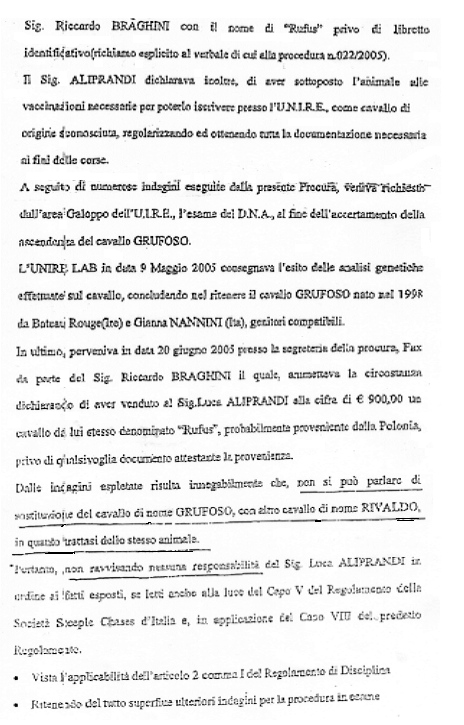 Sig. Riccardo BRAGHINI con il nome di “Rufus” privo di libretto
identificativo(richiamo esplicito al verbale di cui alla procedura n.022/2005).
Il Sig. ALIPRANDI dichiarava inoltre, di aver sottoposto l'animale alle
vaccinazioni necessarie per poterlo iscrivere presso l'U.N.I.R.E., come cavallo di
origine sconosciuta, regolarizzando ed ottenendo tutta la documentazione necessaria
ai fini delle corse.
A seguito di numerose indagini eseguite dalla presente Procura, veniva richiesto
dall'area Galoppo dell'U.I.R.E., l'esame del D.N.A., al fine dell'accertamento della
ascendenza del cavallo GRUFOSO.
L'UNIRE LAB in data 9 Maggio 2005 consegnava l'esito delle analisi genetiche
effettuate sul cavallo, concludendo nel ritenere il cavallo GRUFOSO nato nel 1998
da Bateau Rouge(Ire) e Gianna NANNINI (Ita), genitori compatibili.
In ultimo, perveniva in data 20 giugno 2005 presso la segreteria della procura, Fax
da parte del Sig. Riccardo BRAGHINI il quale, ammetteva la circostanza
dichiarando di aver venduto al Sig.Luca ALIPRANDI alla cifra di € 900,00 un
cavallo da lui stesso denominato “Rufus”, probabilmente proveniente dalla Polonia,
privo di qualsivoglia documento attestante la provenienza.
Dalle indagini espletate risulta innegabilmente che, non si può parlare di
sostituzione del cavallo di nome GRUFOSO, con altro cavallo di nome RIVALDO,
in quanto trattasi dello stesso animale.
Pertanto, ,non ravvisando nessuna responsabilità del Sig. Luca ALIPRANDI in
ordine ai fatti esposti, se letti anche alla luce del Capo V del Regolamento della
Società Steeple Chases d'Italia e, in applicazione del Capo VIII del predetto
Regolamento.
• Vista l'applicabilità dell'articolo 2 comma I del Regolamento di Disciplina
• Ritenendo del tutto superflue ulteriori indagini per la procedura in esame